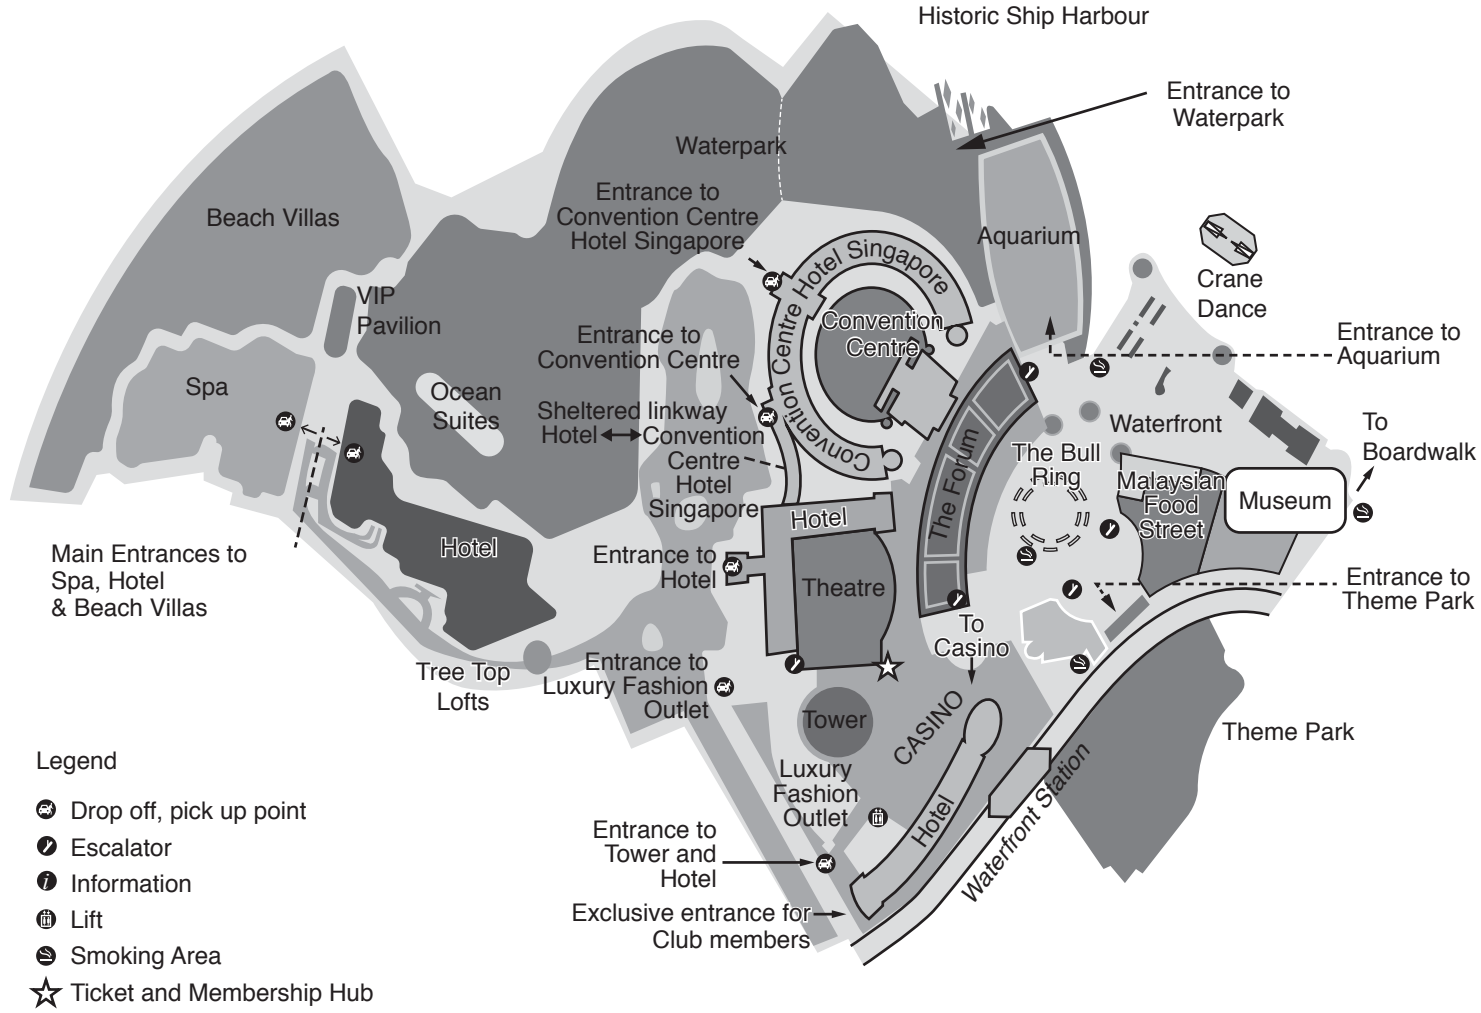 Historic Ship Harbour
Entrance to
Waterpark
Waterpark
Entrance to
Convention Centre
Hotel Singapore
Beach Villas
Aquarium
Crane
Dance
VIP
Pavilion
Convention Centre Hotel Singapore
Convention
Centre
Entrance to
Convention Centre
Entrance to
Aquarium
Spa
Ocean
Suites
Sheltered linkway
Hotel
Convention
Centre
Hotel
Singapore
The Forum
Waterfront
The Bull
Ring
Malaysian
Food
Street
Museum
To
Boardwalk
Hotel
Hotel
Main Entrances to
Spa, Hotel
& Beach Villas
Entrance to
Hotel
Theatre
Entrance to
Theme Park
To
Casino
Tree Top
Lofts
Entrance to
Luxury Fashion
Outlet
Tower
CASINO
Theme Park
Luxury
Fashion
Outlet
Hotel
Waterfront Station
Entrance to
Tower and
Hotel
Exclusive entrance for
Club members
Legend
Drop off, pick up point
Escalator
i Information
Lift
Smoking Area
Ticket and Membership Hub